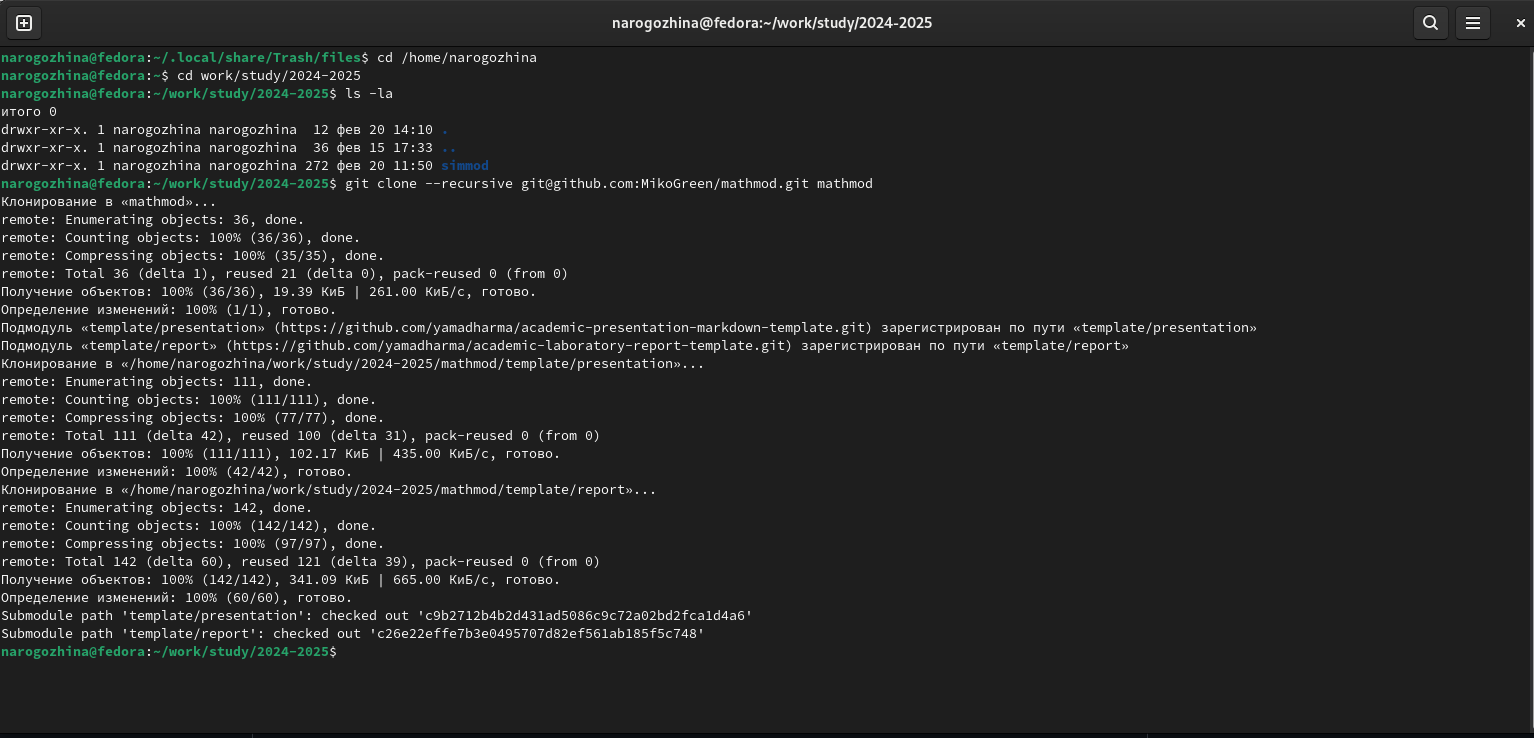 narogozhina@fedora:~/work/study/2024-2025
narogozhina@fedora:~/.local/share/Trash/files$ cd /home/narogozhina
narogozhina@fedora:~$ cd work/study/2024-2025
narogozhina@fedora:~/work/study/2024-2025$ ls -la
итого 0
drwxr-xr-x. 1 narogozhina narogozhina  12 фев 20 14:10 .
drwxr-xr-x. 1 narogozhina narogozhina  36 фев 15 17:33 ..
drwxr-xr-x. 1 narogozhina narogozhina 272 фев 20 11:50 simmod
narogozhina@fedora:~/work/study/2024-2025$ git clone --recursive git@github.com:MikoGreen/mathmod.git mathmod
Клонирование в «mathmod»...
remote: Enumerating objects: 36, done.
remote: Counting objects: 100% (36/36), done.
remote: Compressing objects: 100% (35/35), done.
remote: Total 36 (delta 1), reused 21 (delta 0), pack-reused 0 (from 0)
Получение объектов: 100% (36/36), 19.39 КиБ | 261.00 КиБ/с, готово.
Определение изменений: 100% (1/1), готово.
Подмодуль «template/presentation» (https://github.com/yamadharma/academic-presentation-markdown-template.git) зарегистрирован по пути «template/presentation»
Подмодуль «template/report» (https://github.com/yamadharma/academic-laboratory-report-template.git) зарегистрирован по пути «template/report»
Клонирование в «/home/narogozhina/work/study/2024-2025/mathmod/template/presentation»...
remote: Enumerating objects: 111, done.
remote: Counting objects: 100% (111/111), done.
remote: Compressing objects: 100% (77/77), done.
remote: Total 111 (delta 42), reused 100 (delta 31), pack-reused 0 (from 0)
Получение объектов: 100% (111/111), 102.17 КиБ | 435.00 КиБ/с, готово.
Определение изменений: 100% (42/42), готово.
Клонирование в «/home/narogozhina/work/study/2024-2025/mathmod/template/report»...
remote: Enumerating objects: 142, done.
remote: Counting objects: 100% (142/142), done.
remote: Compressing objects: 100% (97/97), done.
remote: Total 142 (delta 60), reused 121 (delta 39), pack-reused 0 (from 0)
Получение объектов: 100% (142/142), 341.09 КиБ | 665.00 КиБ/с, готово.
Определение изменений: 100% (60/60), готово.
Submodule path 'template/presentation': checked out 'c9b2712b4b2d431ad5086c9c72a02bd2fca1d4a6'
Submodule path 'template/report': checked out 'c26e22effe7b3e0495707d82ef561ab185f5c748'
narogozhina@fedora:~/work/study/2024-2025$